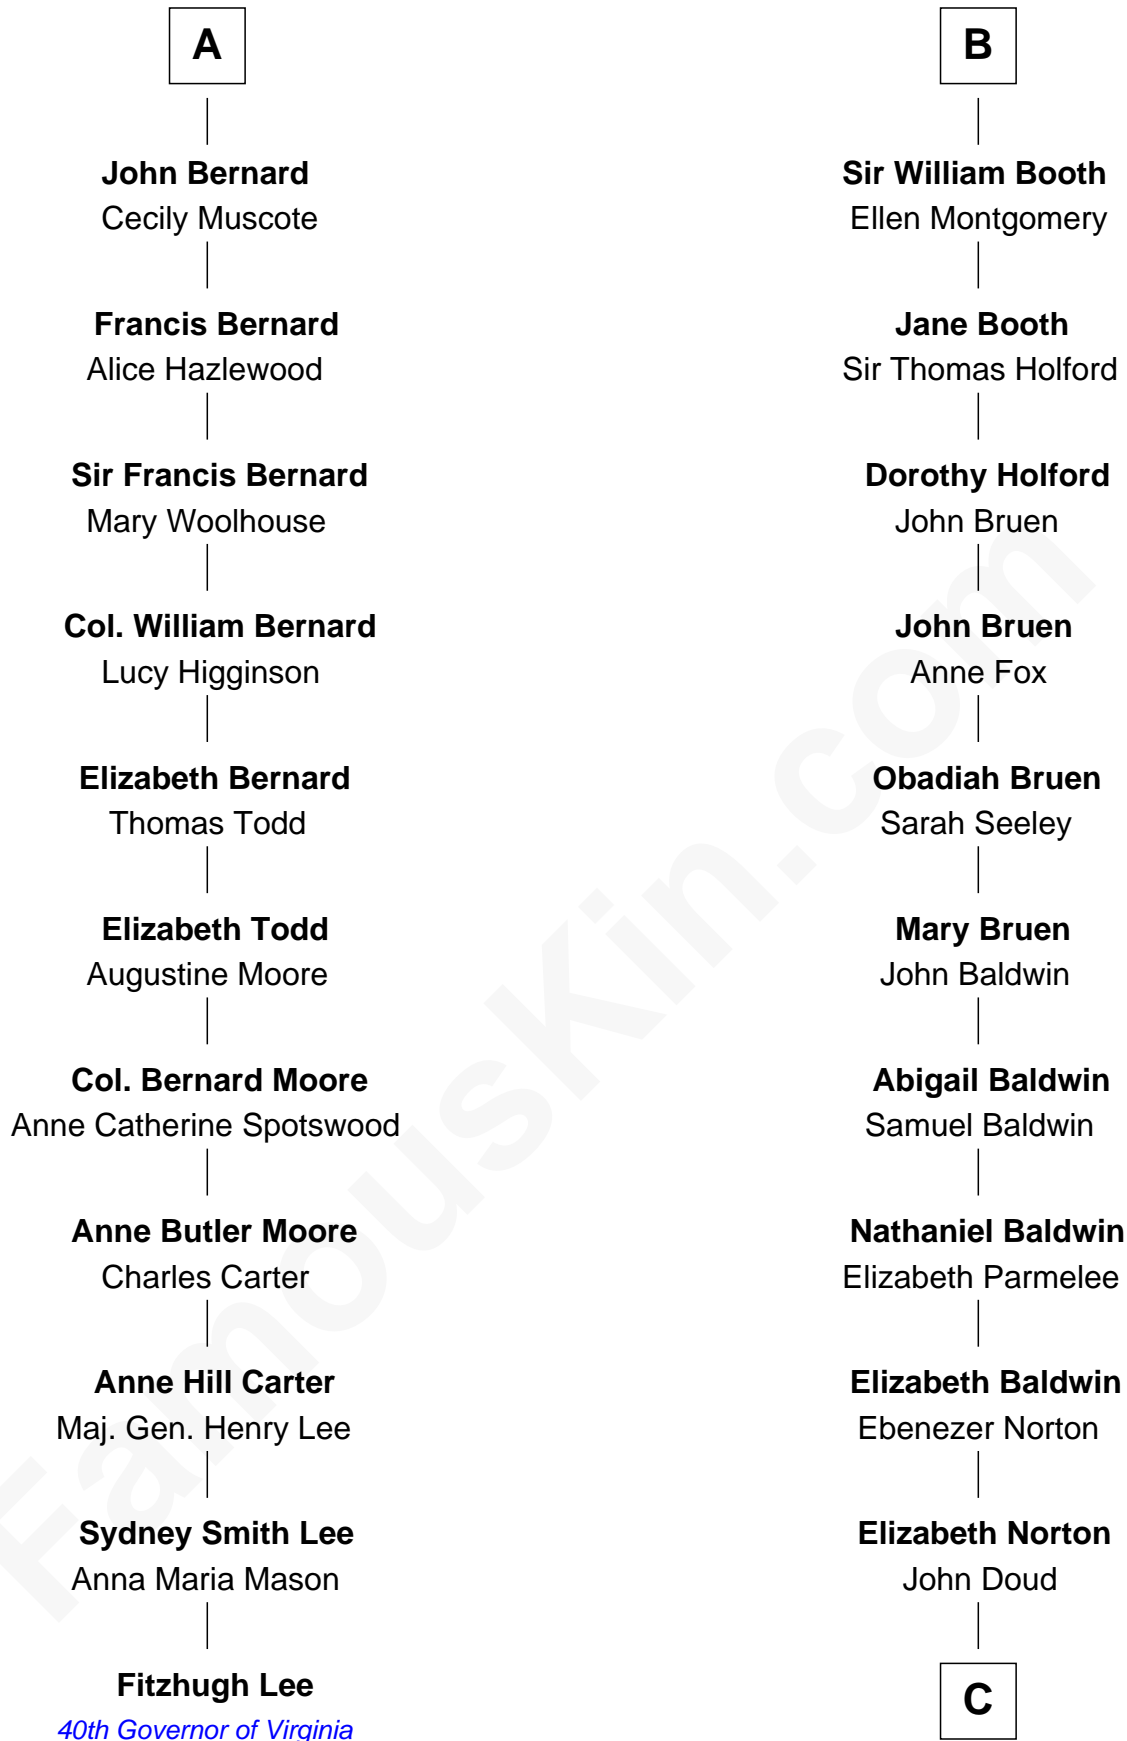 A
John Bernard
Cecily Muscote
Francis Bernard
Alice Hazlewood
Sir Francis Bernard
Mary Woolhouse
Col. William Bernard
Lucy Higginson
Elizabeth Bernard
Thomas Todd
Elizabeth Todd
Augustine Moore
Col. Bernard Moore
Anne Catherine Spotswood
Anne Butler Moore
Charles Carter
Anne Hill Carter
Maj. Gen. Henry Lee
Sydney Smith Lee
Anna Maria Mason
Fitzhugh Lee
40th Governor of Virginia
B
Sir William Booth
Ellen Montgomery
Jane Booth
Sir Thomas Holford
Dorothy Holford
John Bruen
John Bruen
Anne Fox
Obadiah Bruen
Sarah Seeley
Mary Bruen
John Baldwin
Abigail Baldwin
Samuel Baldwin
Nathaniel Baldwin
Elizabeth Parmelee
Elizabeth Baldwin
Ebenezer Norton
Elizabeth Norton
John Doud
C
FamousKin.com